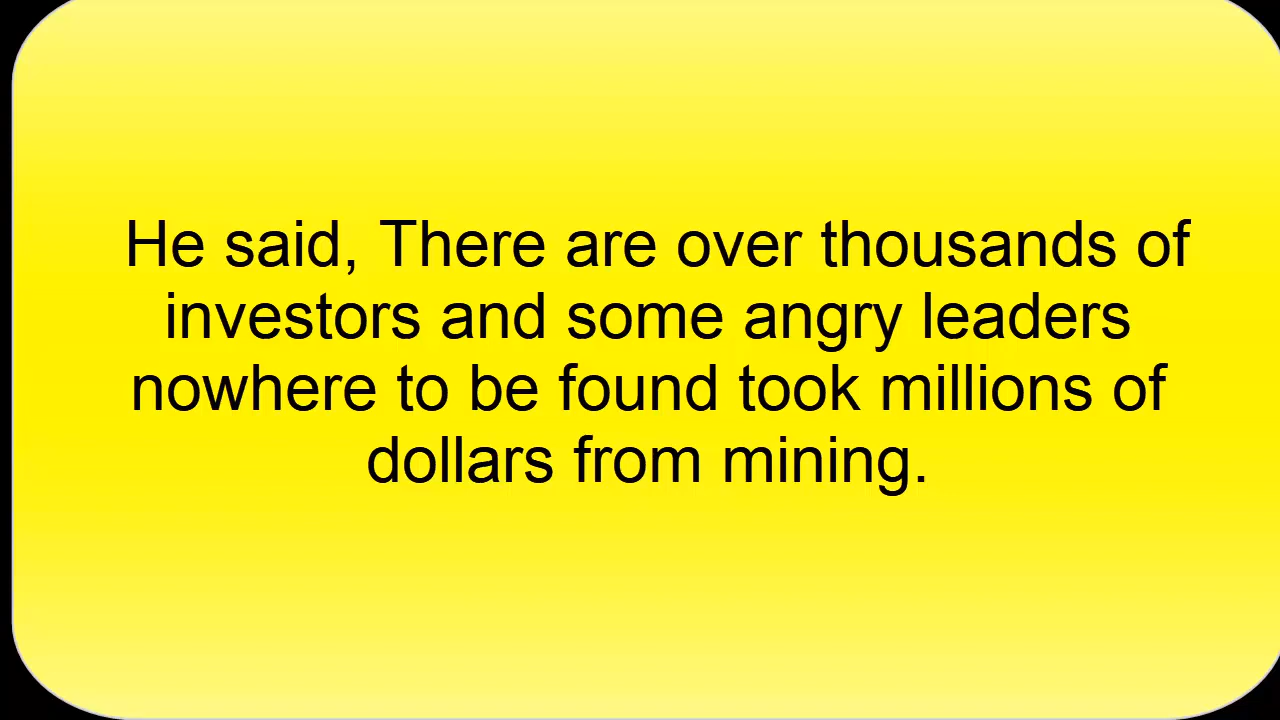 He said, There are over thousands of
investors and some angry leaders
nowhere to be found took millions of
dollars from mining.